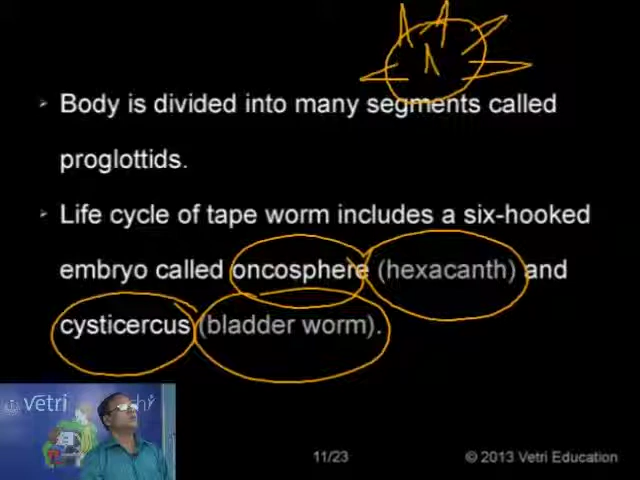 Body is divided into many segments called
proglottids.
Life cycle of tape worm includes a six-hooked
embryo called oncosphere (hexacanth) and
cysticercus (bladder worm).
vetri
11/23
© 2013 Vetri Education